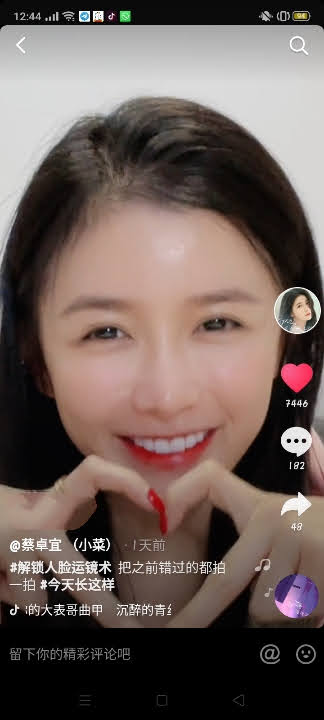 12:44
7446
182
48
@蔡卓宜 (小菜) · 1天前
#解锁人脸运镜术 把之前错过的都拍
一拍 #今天长这样
的大表哥曲甲 沉醉的青纟
留下你的精彩评论吧